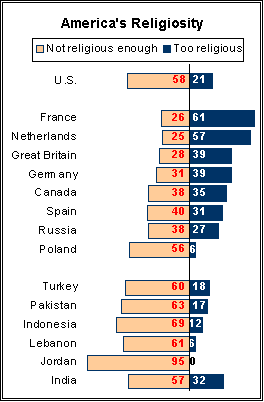 America's Religiosity
Not religious enough Too religious
U.S. 58 21
France 26 61
Netherlands 25 57
Great Britain 28 39
Germany 31 39
Canada 38 35
Spain 40 31
Russia 38 27
Poland 56 6
Turkey 60 18
Pakistan 63 17
Indonesia 69 12
Lebanon 61 6
Jordan 95 0
India 57 32